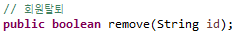 // 회원탈퇴
public boolean remove(String id);